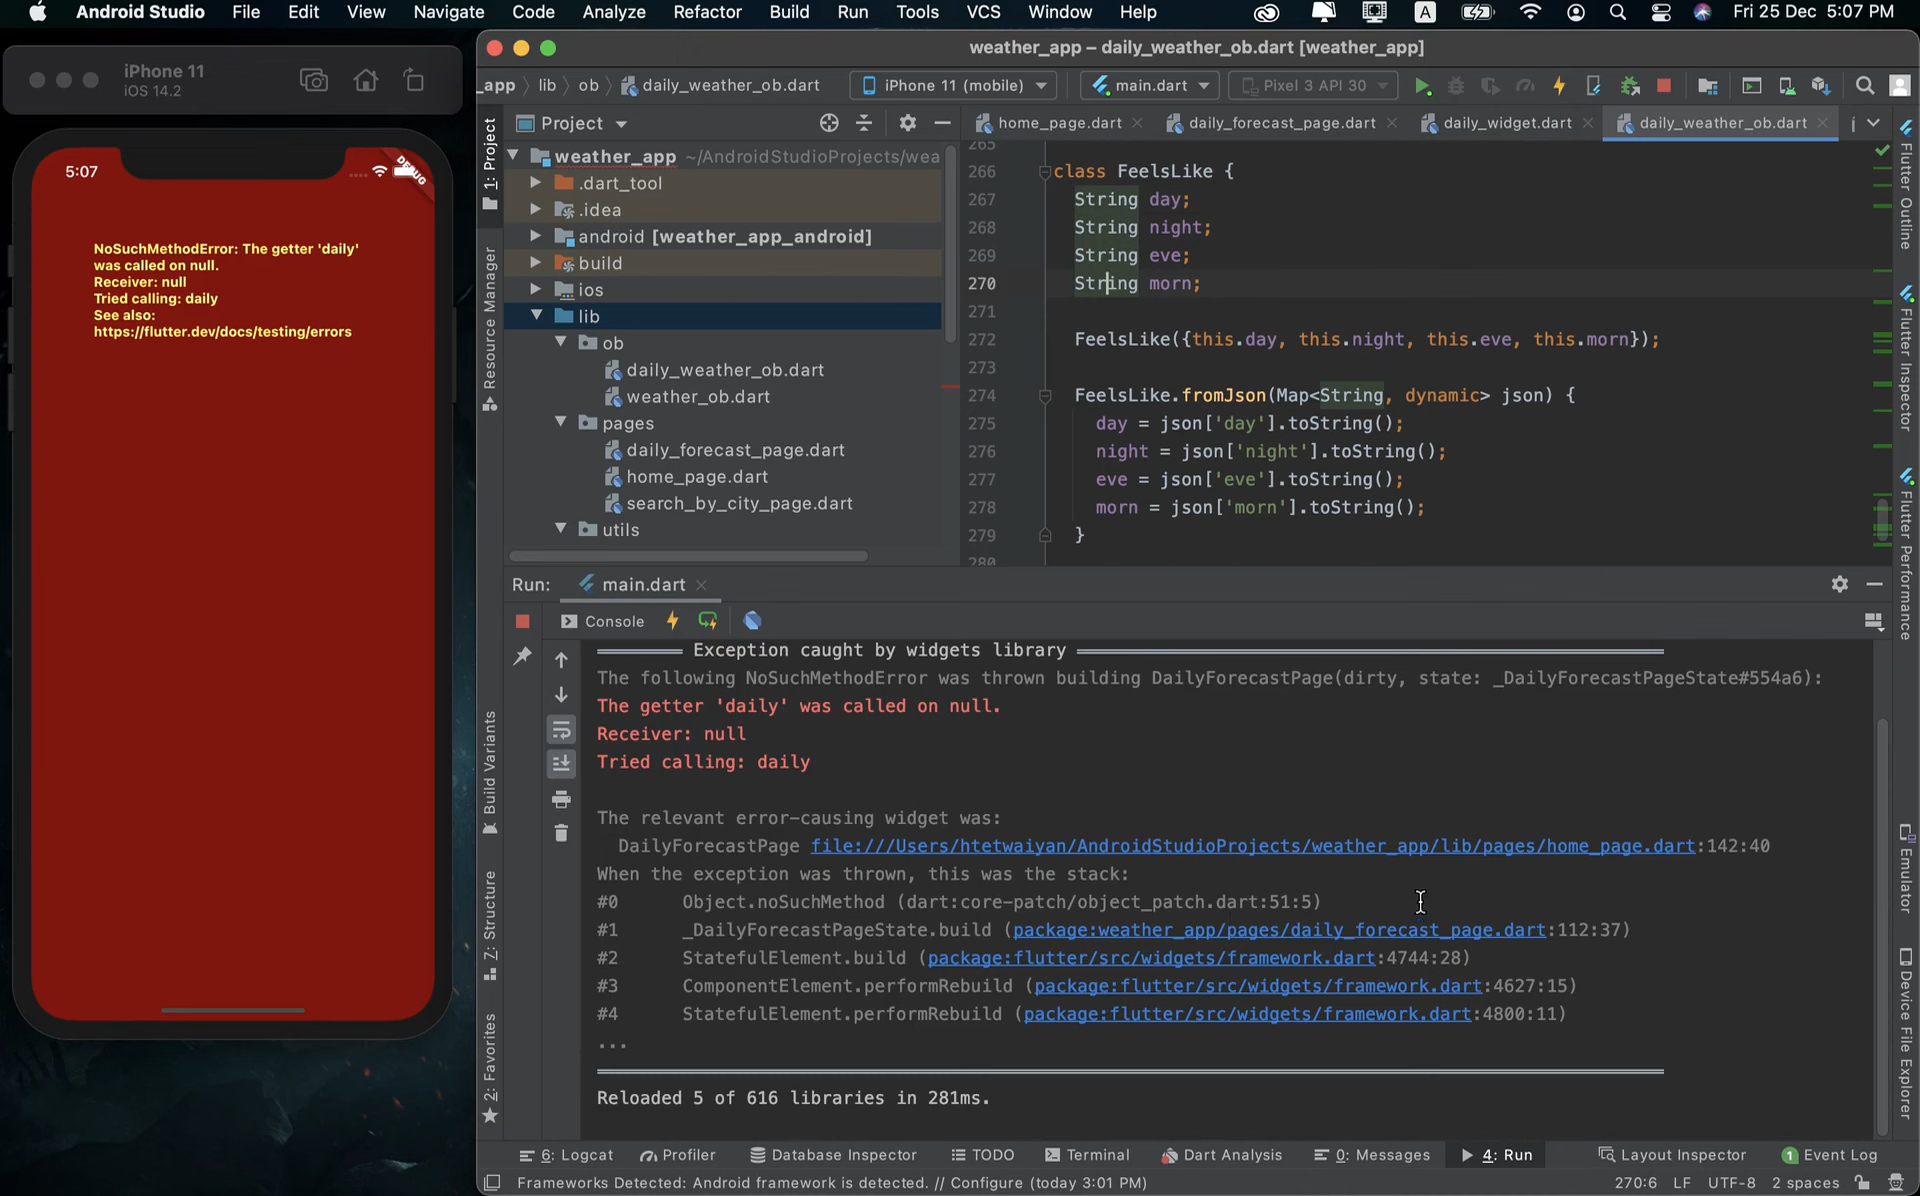 Android Studio File Edit View Navigate Code Analyze Refactor Build Run Tools VCS Window Help A Fri 25 Dec 5:07 PM
iPhone 11
iOS 14.2
5:07
DEBUG
NoSuchMethodError: The getter 'daily'
was called on null.
Receiver: null
Tried calling: daily
See also:
https://flutter.dev/docs/testing/errors
weather_app – daily_weather_ob.dart [weather_app]
_app lib ob daily_weather_ob.dart iPhone 11 (mobile) main.dart Pixel 3 API 30
1: Project
Resource Manager
Build Variants
7: Structure
2: Favorites
Project
weather_app ~/AndroidStudioProjects/wea
.dart_tool
.idea
android [weather_app_android]
build
ios
lib
ob
daily_weather_ob.dart
weather_ob.dart
pages
daily_forecast_page.dart
home_page.dart
search_by_city_page.dart
utils
home_page.dart daily_forecast_page.dart daily_widget.dart daily_weather_ob.dart
265
266 class FeelsLike {
267 String day;
268 String night;
269 String eve;
270 String morn;
271
272 FeelsLike({this.day, this.night, this.eve, this.morn});
273
274 FeelsLike.fromJson(Map<String, dynamic> json) {
275 day = json['day'].toString();
276 night = json['night'].toString();
277 eve = json['eve'].toString();
278 morn = json['morn'].toString();
279 }
280
Flutter Outline
Flutter Inspector
Flutter Performance
Emulator
Device File Explorer
Run: main.dart
Console
Exception caught by widgets library
The following NoSuchMethodError was thrown building DailyForecastPage(dirty, state: _DailyForecastPageState#554a6):
The getter 'daily' was called on null.
Receiver: null
Tried calling: daily
The relevant error-causing widget was:
DailyForecastPage file:///Users/htetwaiyan/AndroidStudioProjects/weather_app/lib/pages/home_page.dart:142:40
When the exception was thrown, this was the stack:
#0 Object.noSuchMethod (dart:core-patch/object_patch.dart:51:5)
#1 _DailyForecastPageState.build (package:weather_app/pages/daily_forecast_page.dart:112:37)
#2 StatefulElement.build (package:flutter/src/widgets/framework.dart:4744:28)
#3 ComponentElement.performRebuild (package:flutter/src/widgets/framework.dart:4627:15)
#4 StatefulElement.performRebuild (package:flutter/src/widgets/framework.dart:4800:11)
...
Reloaded 5 of 616 libraries in 281ms.
6: Logcat Profiler Database Inspector TODO Terminal Dart Analysis 0: Messages 4: Run Layout Inspector 1 Event Log
Frameworks Detected: Android framework is detected. // Configure (today 3:01 PM) 270:6 LF UTF-8 2 spaces